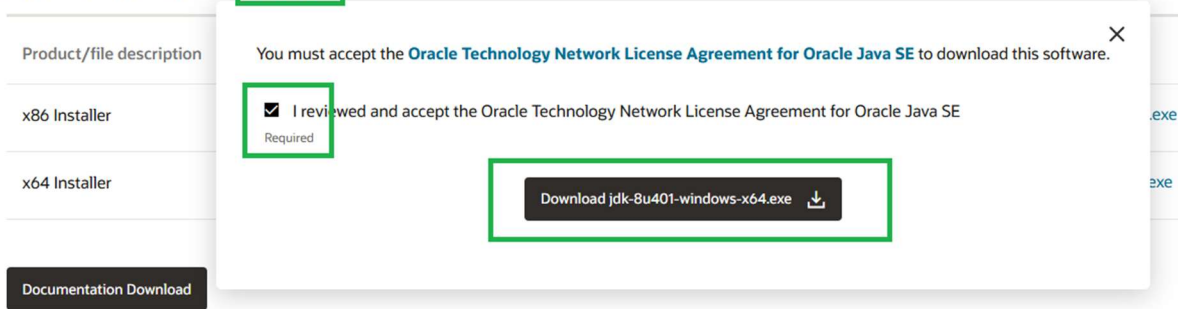 Product/file description
You must accept the Oracle Technology Network License Agreement for Oracle Java SE to download this software.
x86 Installer
I reviewed and accept the Oracle Technology Network License Agreement for Oracle Java SE
.exe
Required
x64 Installer
exe
Download jdk-8u401-windows-x64.exe
Documentation Download